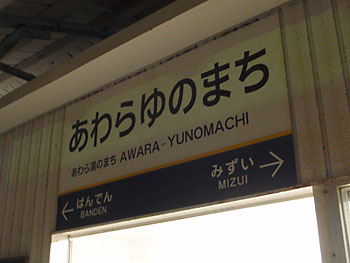 あわらゆのまち
あわら湯のまち AWARA-YUNOMACHI
みずい →
MIZUI
← ばんでん
BANDEN